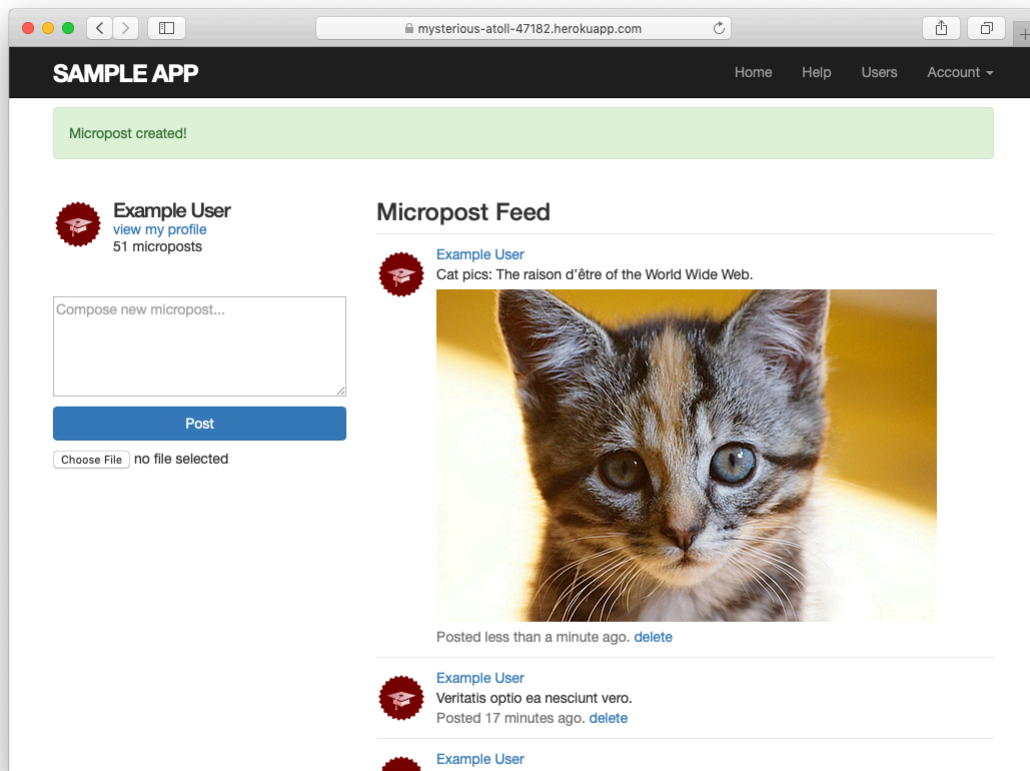 mysterious-atoll-47182.herokuapp.com
SAMPLE APP
Home Help Users Account
Micropost created!
Example User
view my profile
51 microposts
Compose new micropost...
Post
Choose File no file selected
Micropost Feed
Example User
Cat pics: The raison d’être of the World Wide Web.
Posted less than a minute ago. delete
Example User
Veritatis optio ea nesciunt vero.
Posted 17 minutes ago. delete
Example User